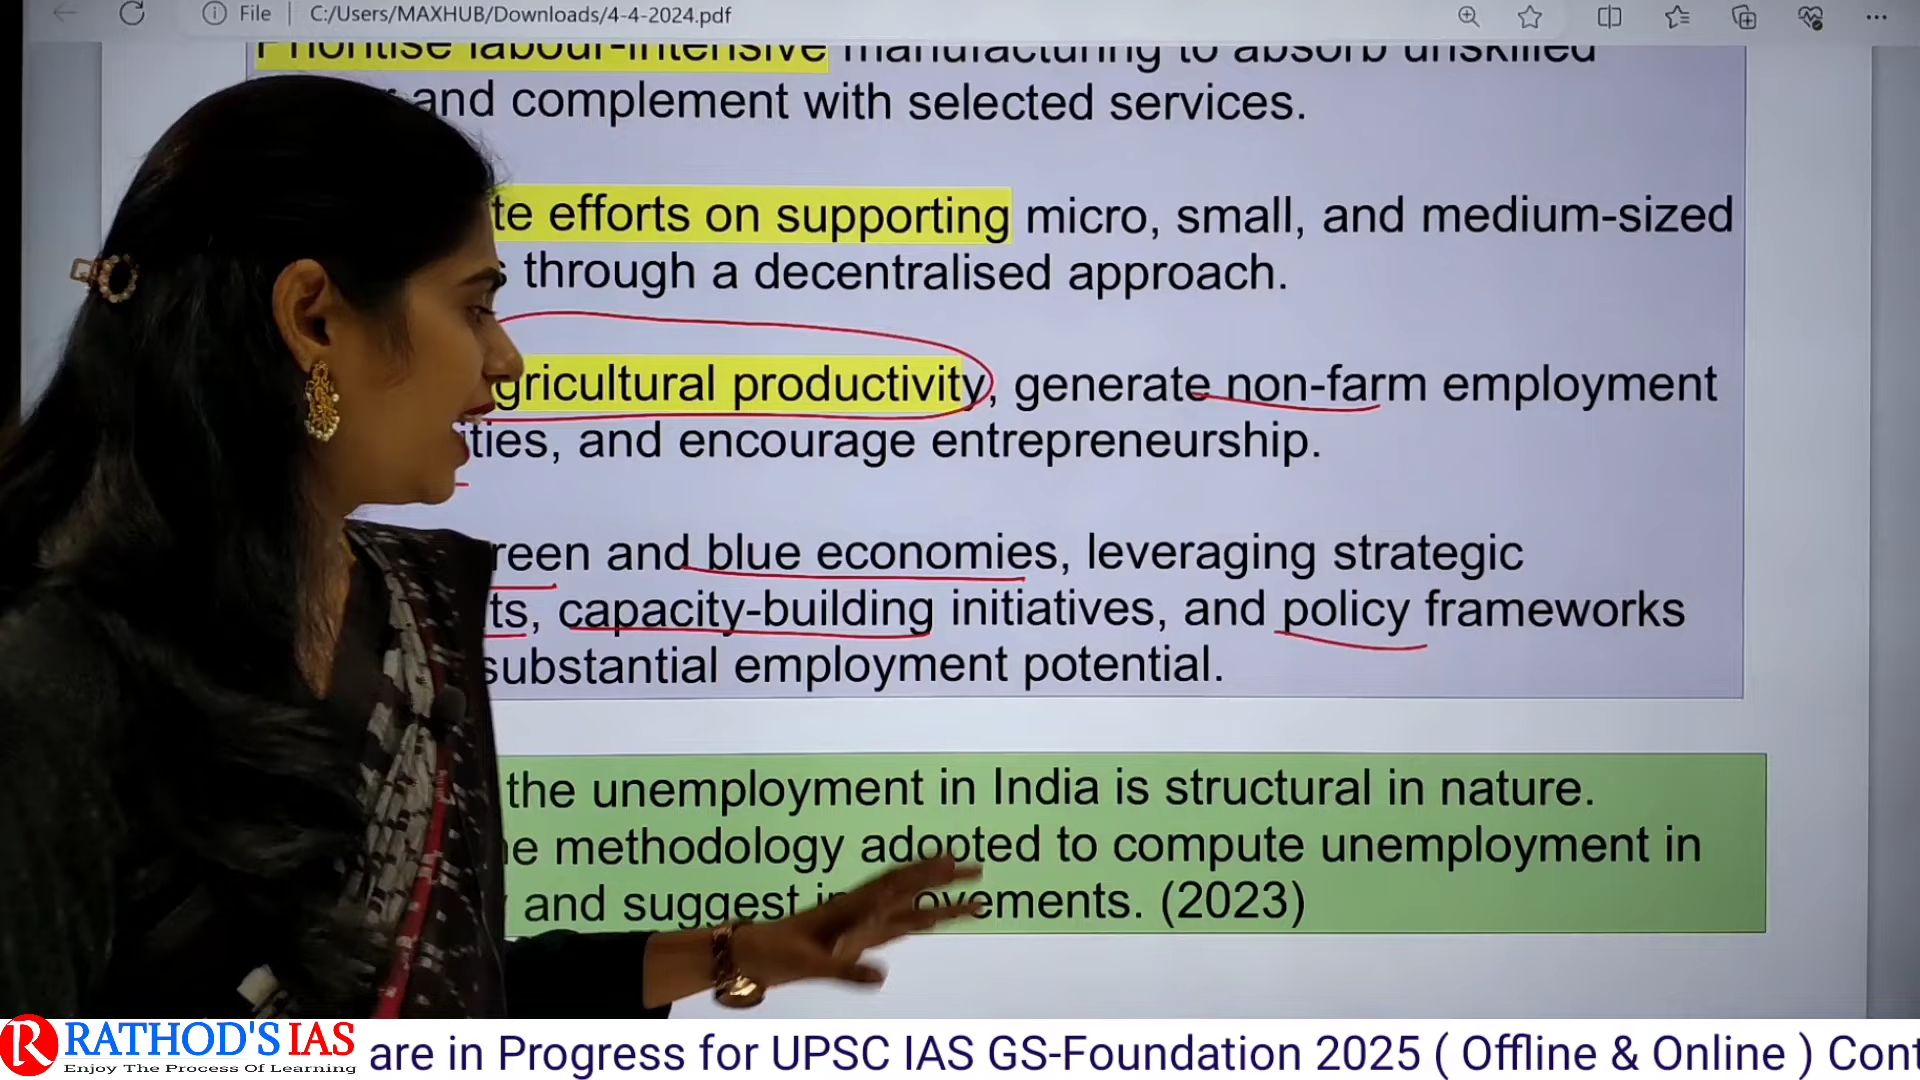 File
C:/Users/MAXHUB/Downloads/4-4-2024.pdf
Prioritise labour-intensive manufacturing to absorb unskilled
and complement with selected services.
te efforts on supporting micro, small, and medium-sized
s through a decentralised approach.
gricultural productivity, generate non-farm employment
ities, and encourage entrepreneurship.
reen and blue economies, leveraging strategic
ts, capacity-building initiatives, and policy frameworks
substantial employment potential.
the unemployment in India is structural in nature.
e methodology adopted to compute unemployment in
and suggest ovements. (2023)
RATHOD'S IAS
Enjoy The Process Of Learning
are in Progress for UPSC IAS GS-Foundation 2025 ( Offline & Online ) Cont